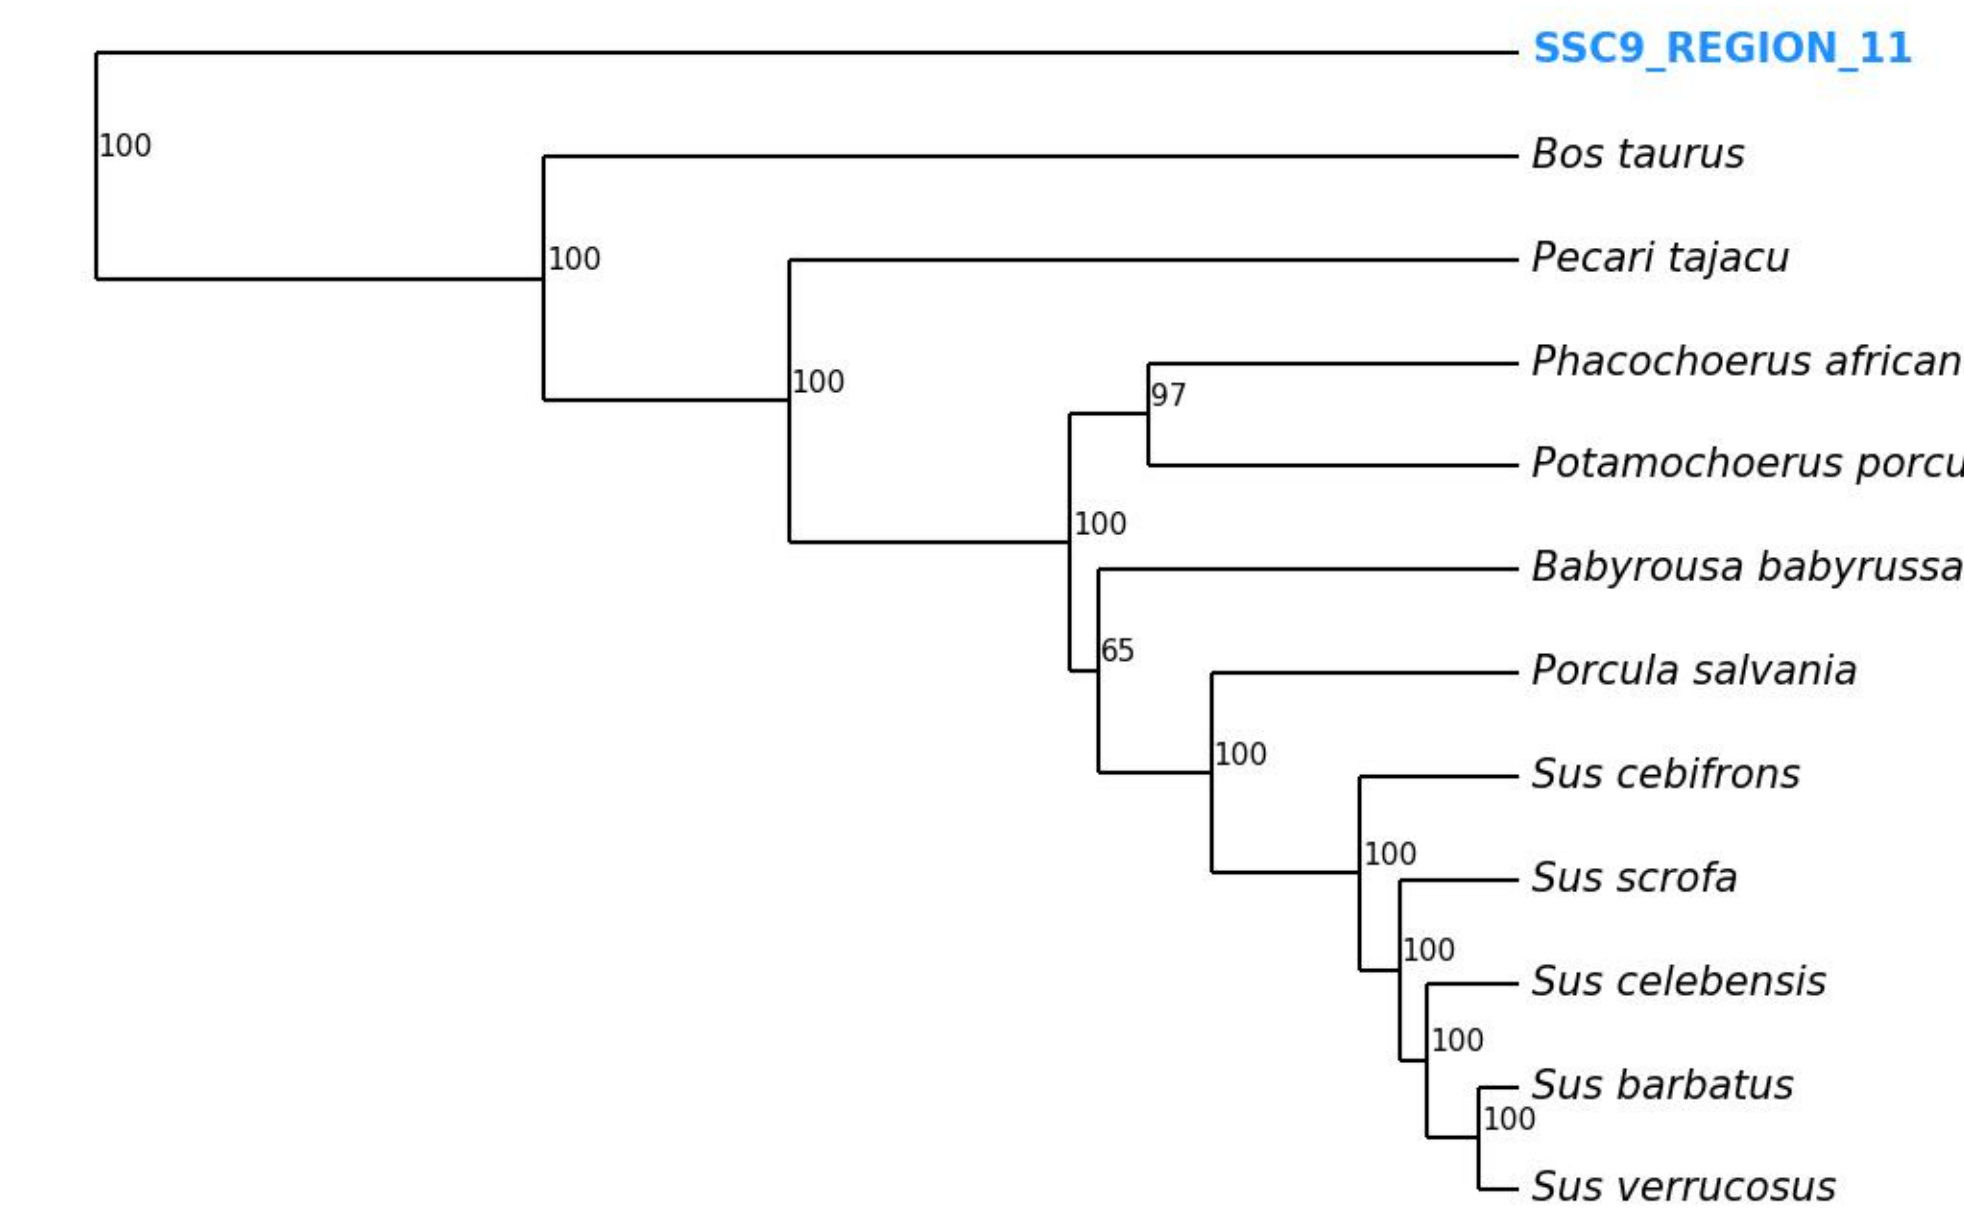 SSC9_REGION_11
100
Bos taurus
100
Pecari tajacu
Phacochoerus african
100
97
Potamochoerus porcu
100
Babyrousa babyrussa
65
Porcula salvania
100
Sus cebifrons
100
Sus scrofa
100
Sus celebensis
100
Sus barbatus
100
Sus verrucosus